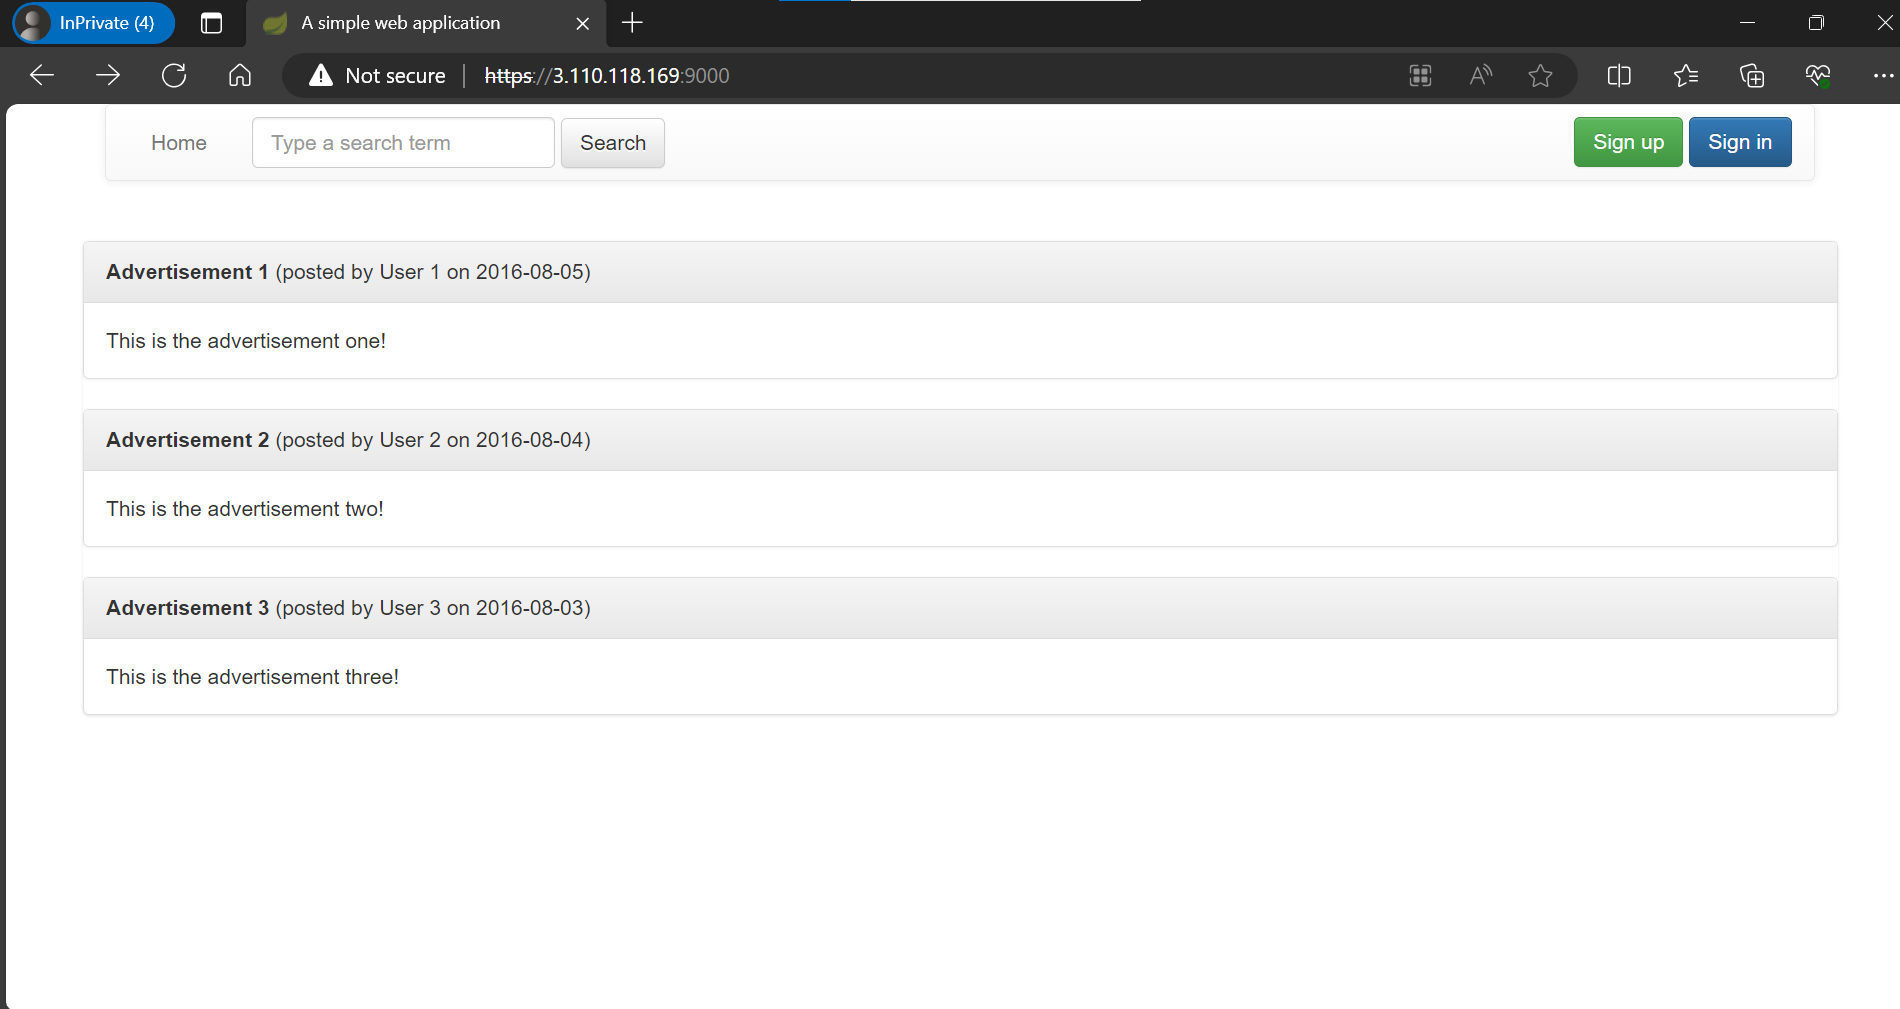 InPrivate (4)
A simple web application
Not secure
https://3.110.118.169:9000
Home
Type a search term
Search
Sign up
Sign in
Advertisement 1 (posted by User 1 on 2016-08-05)
This is the advertisement one!
Advertisement 2 (posted by User 2 on 2016-08-04)
This is the advertisement two!
Advertisement 3 (posted by User 3 on 2016-08-03)
This is the advertisement three!